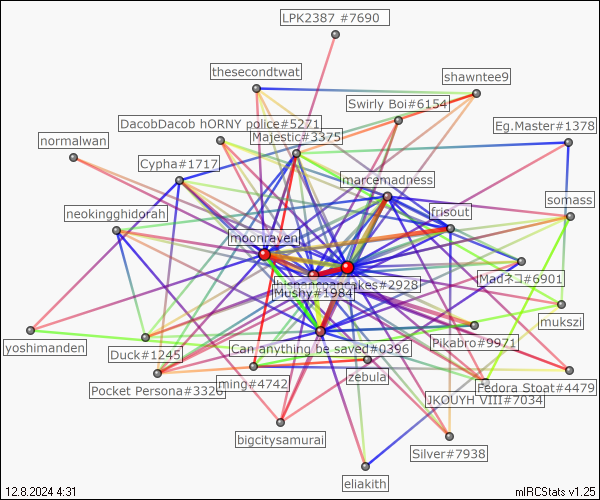 LPK2387 #7690
thesecondtwat
shawntee9
Swirly Boi#6154
DacobDacob hORNY police#5271
Eg.Master#1378
Majestic#3375
normalwan
Cypha#1717
marcemadness
somass
neokingghidorah
frisout
moonraven
Madネコ#6901
hispanicpancakes#2928
Mushy#1984
mukszi
yoshimanden
Duck#1245
Can anything be saved#0396
Pikabro#9971
zebula
Pocket Persona#3326
ming#4742
Fedora Stoat#4479
JKOUYH VIII#7034
bigcitysamurai
Silver#7938
eliakith
12.8.2024 4:31
mIRCStats v1.25